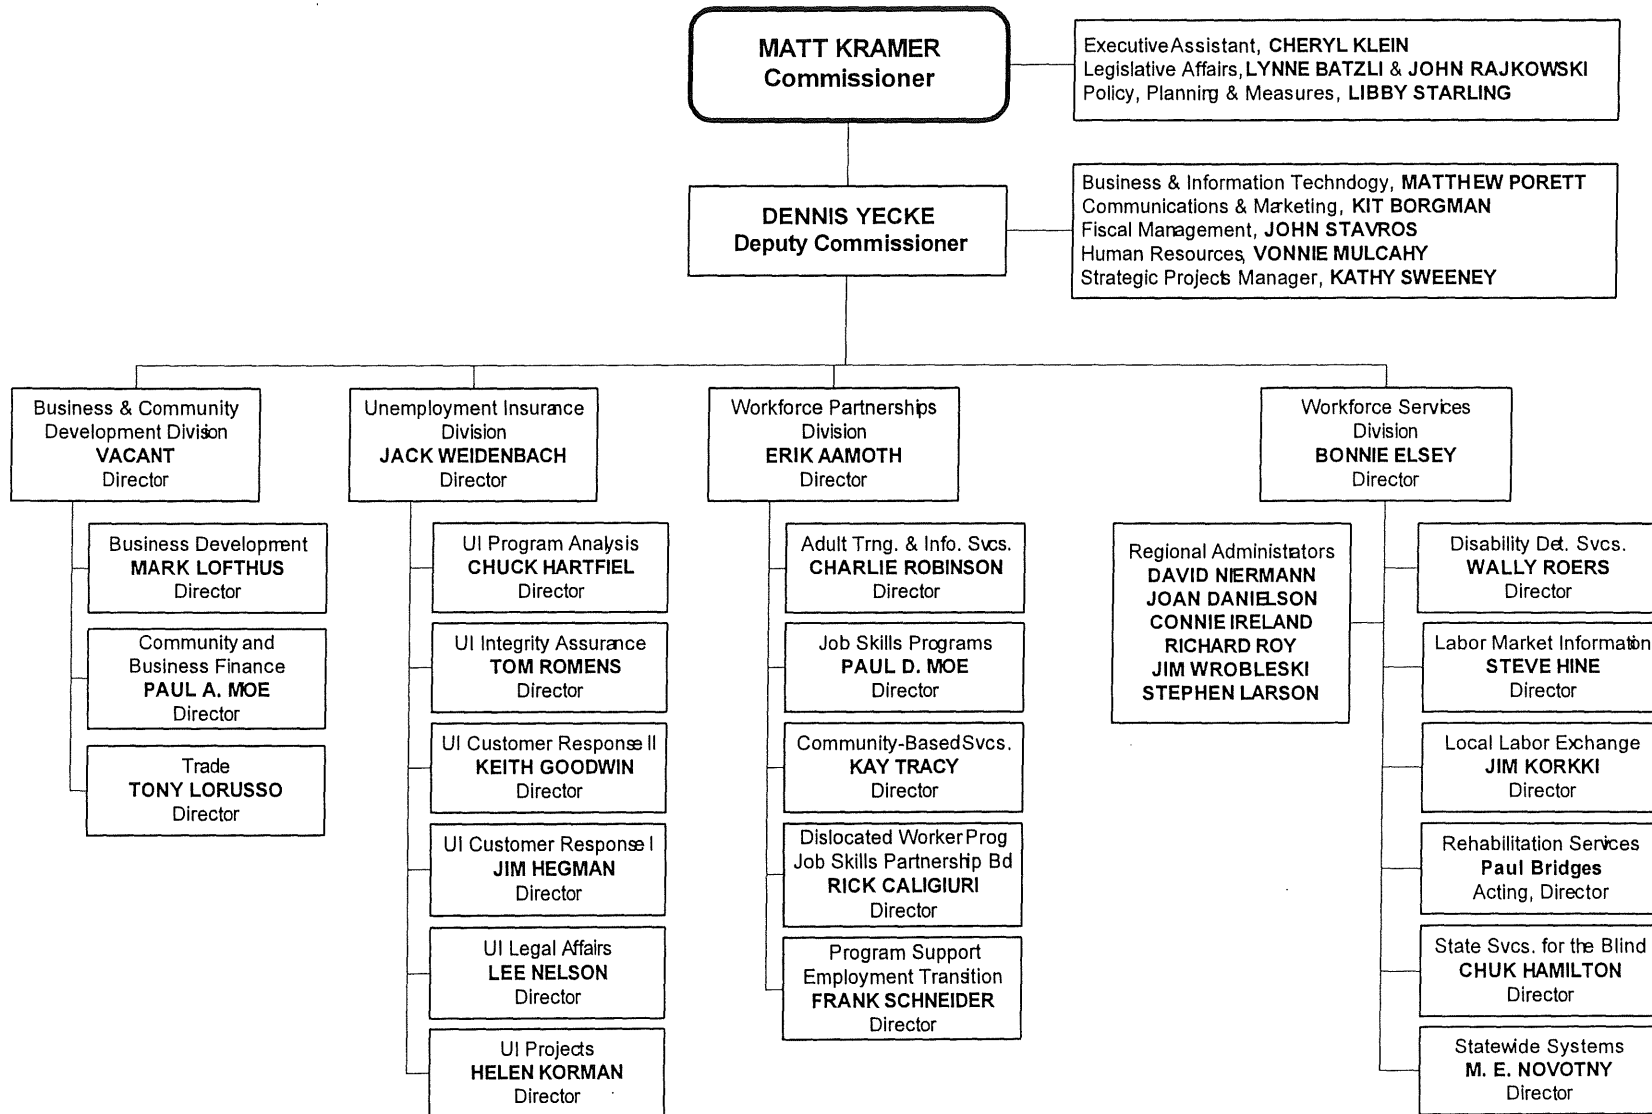 MATT KRAMER
Commissioner
Executive Assistant, CHERYL KLEIN
Legislative Affairs, LYNNE BATZLI & JOHN RAJKOWSKI
Policy, Planning & Measures, LIBBY STARLING
DENNIS YECKE
Deputy Commissioner
Business & Information Technology, MATTHEW PORETT
Communications & Marketing, KIT BORGMAN
Fiscal Management, JOHN STAVROS
Human Resources, VONNIE MULCAHY
Strategic Projects Manager, KATHY SWEENEY
Business & Community
Development Division
VACANT
Director
Business Development
MARK LOFTHUS
Director
Community and
Business Finance
PAUL A. MOE
Director
Trade
TONY LORUSSO
Director
Unemployment Insurance
Division
JACK WEIDENBACH
Director
UI Program Analysis
CHUCK HARTFIEL
Director
UI Integrity Assurance
TOM ROMENS
Director
UI Customer Response II
KEITH GOODWIN
Director
UI Customer Response I
JIM HEGMAN
Director
UI Legal Affairs
LEE NELSON
Director
UI Projects
HELEN KORMAN
Director
Workforce Partnerships
Division
ERIK AAMOTH
Director
Adult Trng. & Info. Svcs.
CHARLIE ROBINSON
Director
Job Skills Programs
PAUL D. MOE
Director
Community-Based Svcs.
KAY TRACY
Director
Dislocated Worker Prog
Job Skills Partnership Bd
RICK CALIGIURI
Director
Program Support
Employment Transition
FRANK SCHNEIDER
Director
Workforce Services
Division
BONNIE ELSEY
Director
Regional Administrators
DAVID NIERMANN
JOAN DANIELSON
CONNIE IRELAND
RICHARD ROY
JIM WROBLESKI
STEPHEN LARSON
Disability Det. Svcs.
WALLY ROERS
Director
Labor Market Information
STEVE HINE
Director
Local Labor Exchange
JIM KORKKI
Director
Rehabilitation Services
Paul Bridges
Acting, Director
State Svcs. for the Blind
CHUK HAMILTON
Director
Statewide Systems
M. E. NOVOTNY
Director